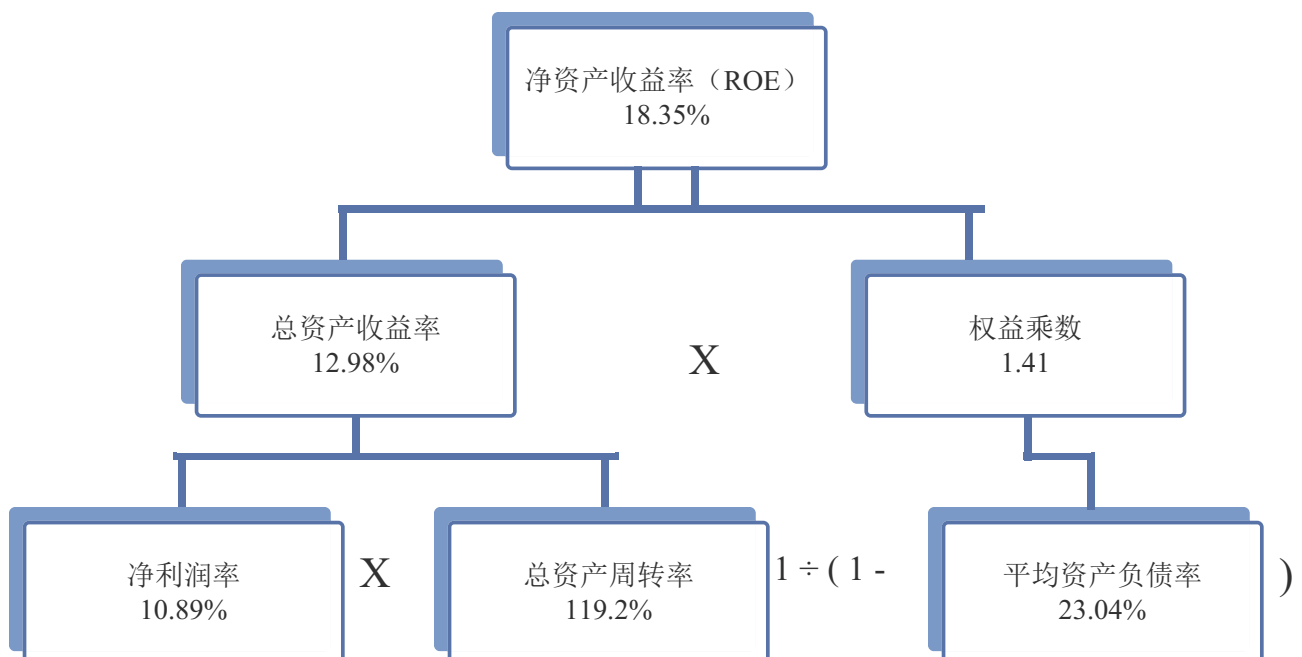 净资产收益率（ROE）
18.35%
总资产收益率
12.98%
X
权益乘数
1.41
净利润率
10.89%
X
总资产周转率
119.2%
1 ÷ ( 1 -
平均资产负债率
23.04%
)